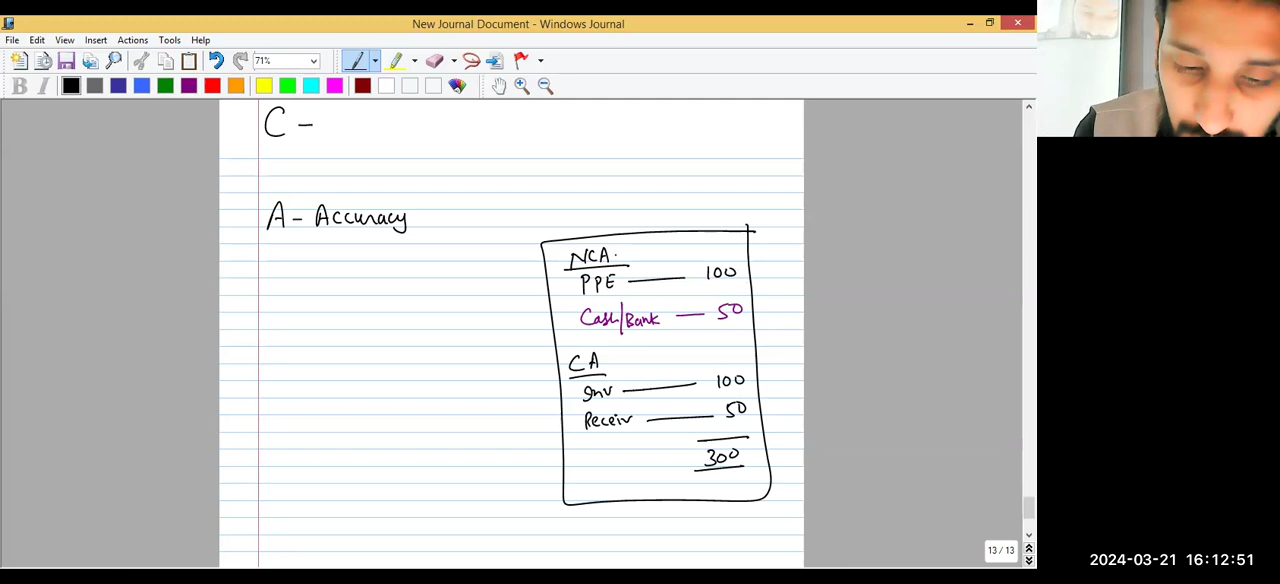 New Journal Document - Windows Journal
File Edit View Insert Actions Tools Help
71%
B I
C -
A - Accuracy
NCA.
PPE — 100
Cash/Bank — 50
CA
Inv — 100
Receiv — 50
300
13 / 13
2024-03-21 16:12:51